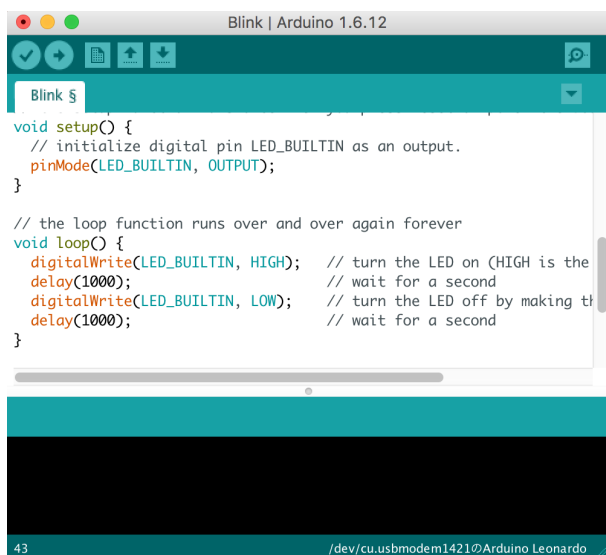 Blink | Arduino 1.6.12
Blink §
void setup() {
// initialize digital pin LED_BUILTIN as an output.
pinMode(LED_BUILTIN, OUTPUT);
}
// the loop function runs over and over again forever
void loop() {
digitalWrite(LED_BUILTIN, HIGH); // turn the LED on (HIGH is the
delay(1000); // wait for a second
digitalWrite(LED_BUILTIN, LOW); // turn the LED off by making th
delay(1000); // wait for a second
}
43 /dev/cu.usbmodem1421のArduino Leonardo